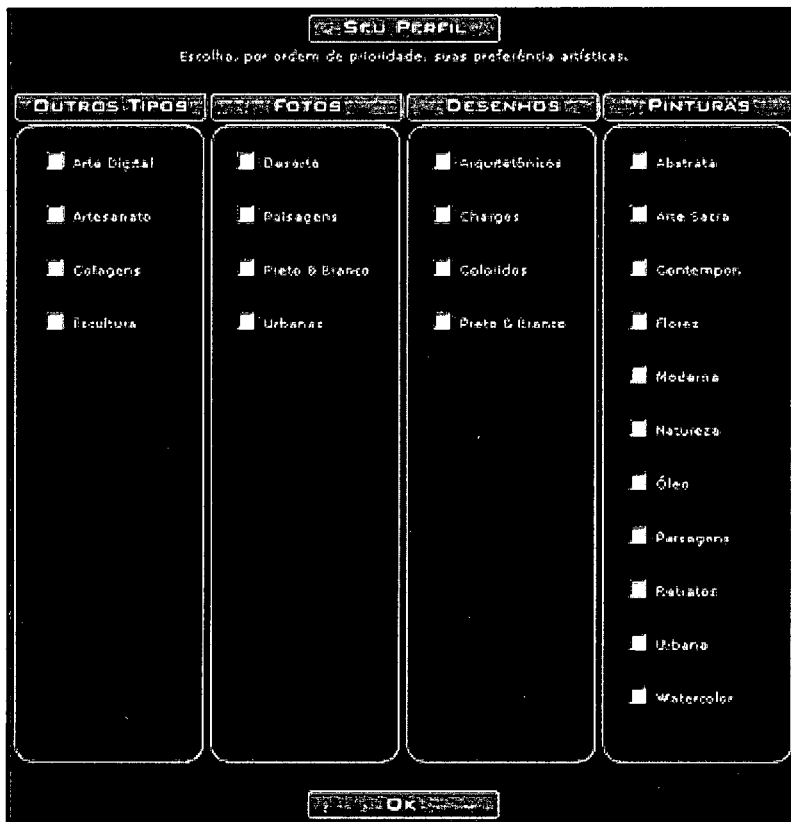 SEU PERFIL
Escolha, por ordem de prioridade, suas preferência artísticas.
OUTROS TIPOS
Arte Digital
Artesanato
Colagens
Escultura
FOTOS
Deserto
Paisagens
Preto & Branco
Urbanas
DESENHOS
Arquitetônicos
Charges
Coloridos
Preto & Branco
PINTURAS
Abstrata
Arte Sacra
Contempor.
Flores
Moderna
Natureza
Óleo
Paisagens
Retratos
Urbana
Watercolor
OK